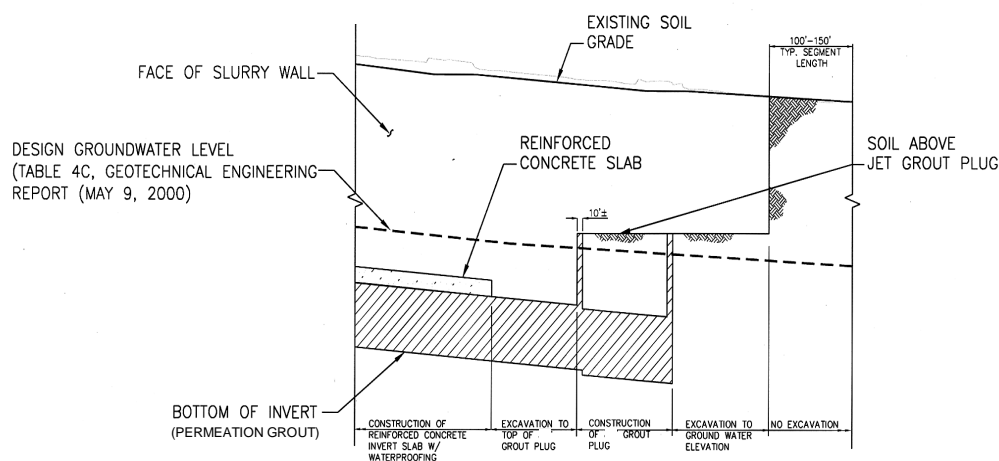 EXISTING SOIL
GRADE
100'-150'
TYP. SEGMENT
LENGTH
FACE OF SLURRY WALL
DESIGN GROUNDWATER LEVEL
(TABLE 4C, GEOTECHNICAL ENGINEERING
REPORT (MAY 9, 2000)
REINFORCED
CONCRETE SLAB
SOIL ABOVE
JET GROUT PLUG
10'±
BOTTOM OF INVERT
(PERMEATION GROUT)
CONSTRUCTION OF
REINFORCED CONCRETE
INVERT SLAB W/
WATERPROOFING
EXCAVATION TO
TOP OF
GROUT PLUG
CONSTRUCTION
OF GROUT
PLUG
EXCAVATION TO
GROUND WATER
ELEVATION
NO EXCAVATION